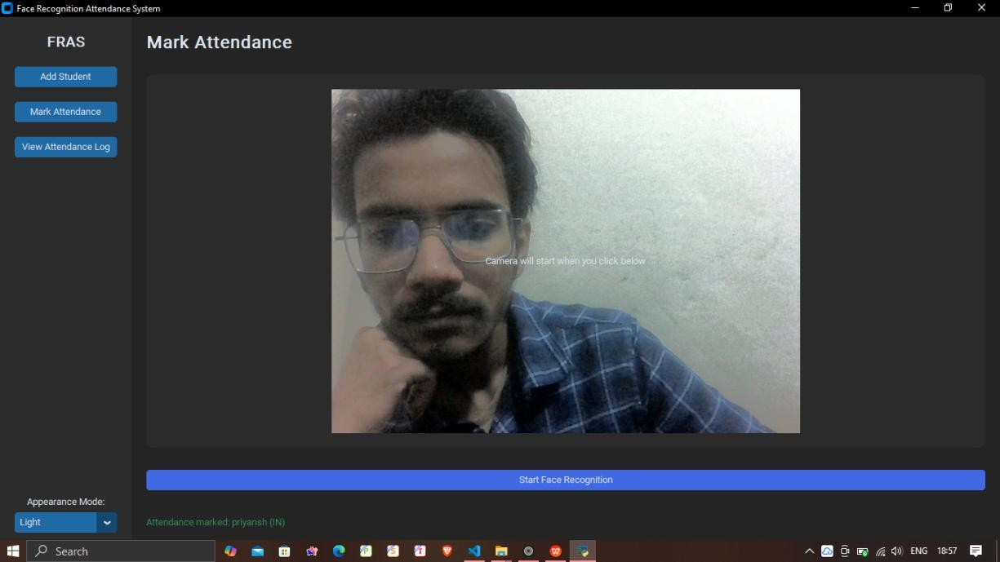 Face Recognition Attendance System
FRAS
Add Student
Mark Attendance
View Attendance Log
Appearance Mode:
Light
Mark Attendance
Camera will start when you click below
Start Face Recognition
Attendance marked: priyansh (IN)
Search
ENG
18:57